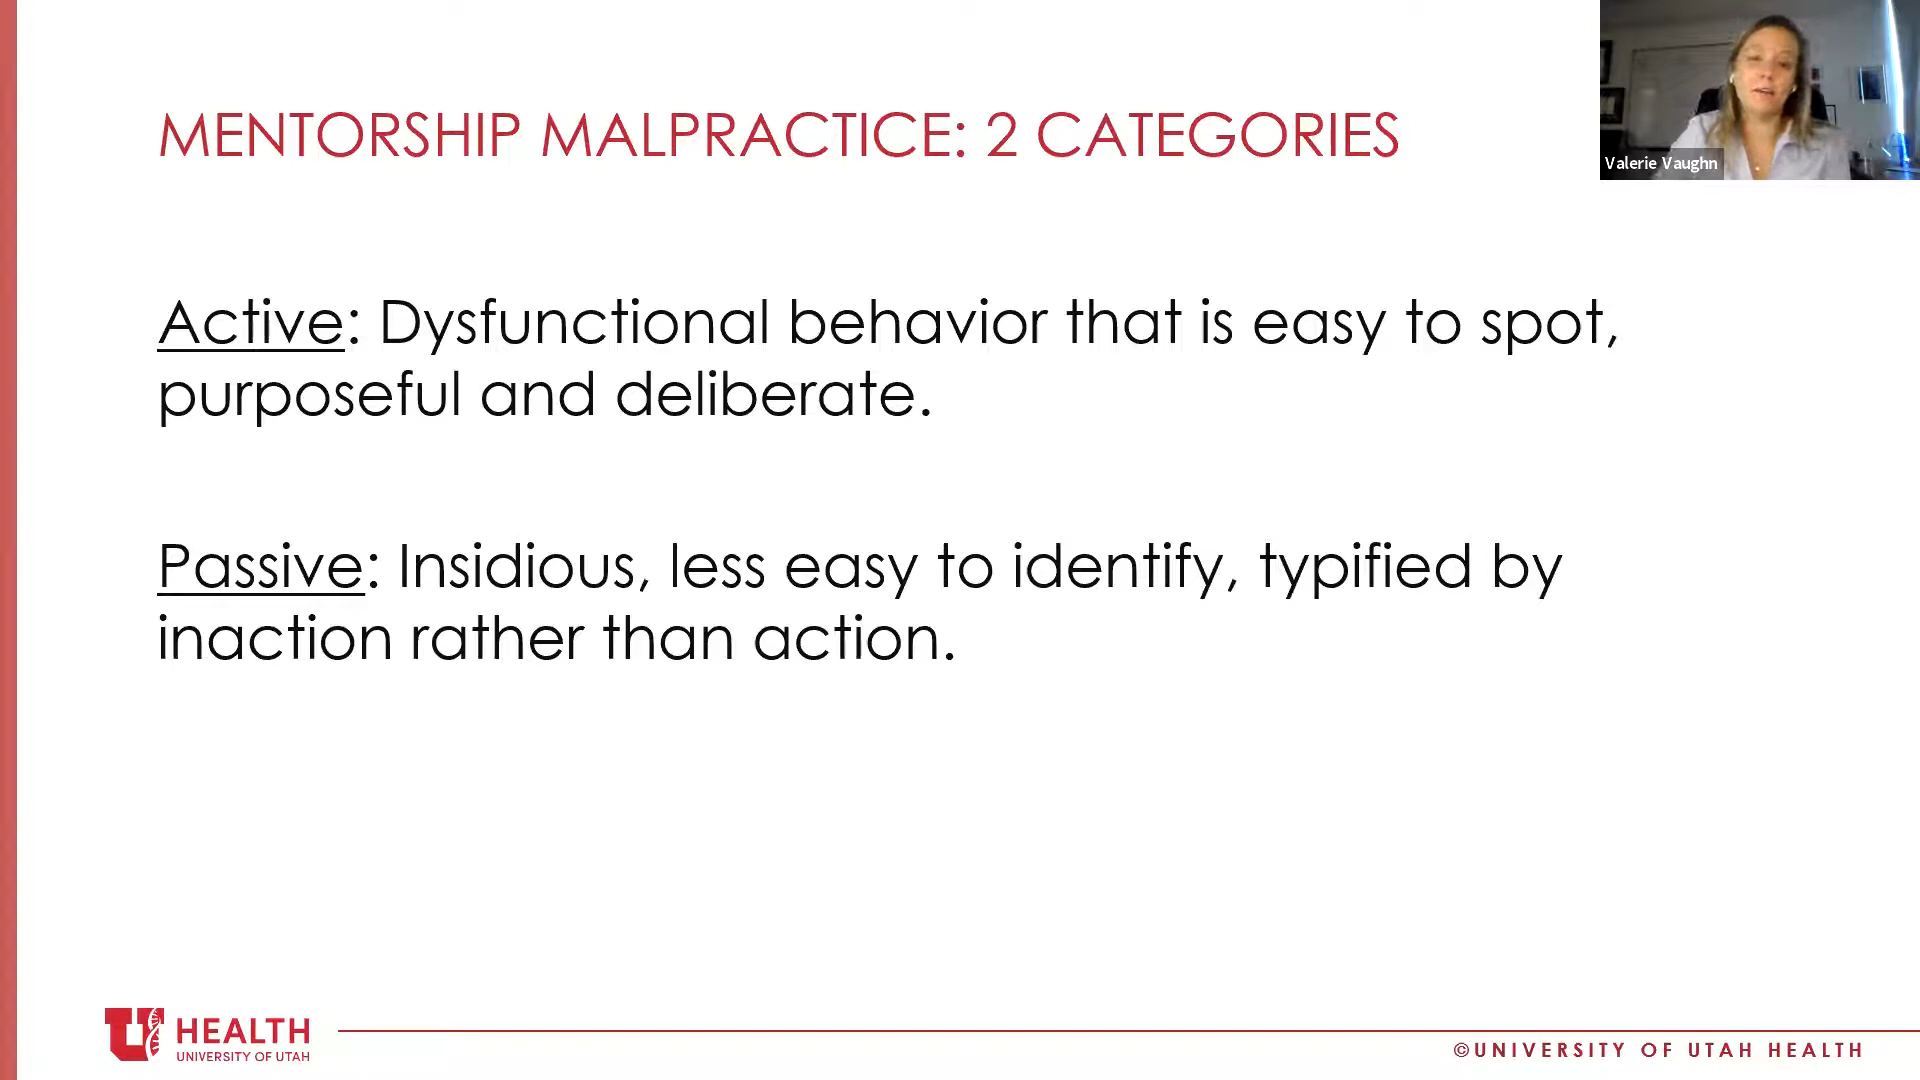 MENTORSHIP MALPRACTICE: 2 CATEGORIES
Valerie Vaughn
Active: Dysfunctional behavior that is easy to spot,
purposeful and deliberate.
Passive: Insidious, less easy to identify, typified by
inaction rather than action.
U HEALTH
UNIVERSITY OF UTAH
©UNIVERSITY OF UTAH HEALTH